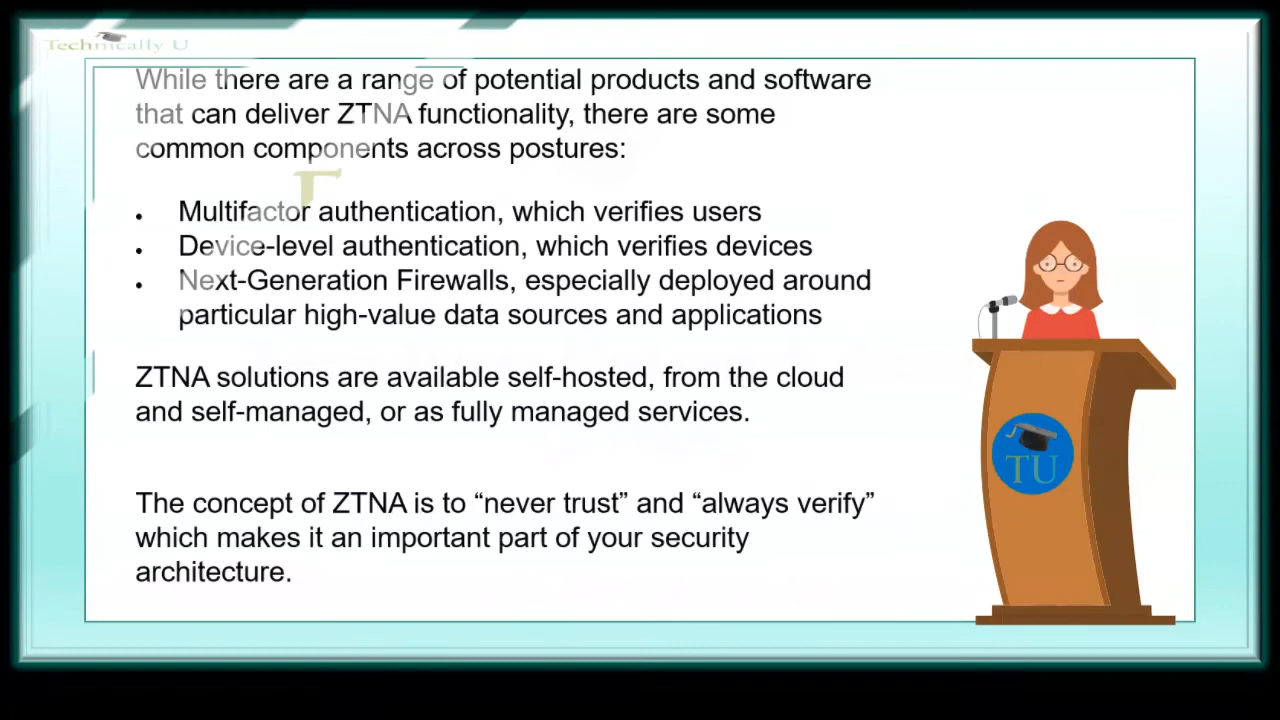 Technically U
While there are a range of potential products and software
that can deliver ZTNA functionality, there are some
common components across postures:
• Multifactor authentication, which verifies users
• Device-level authentication, which verifies devices
• Next-Generation Firewalls, especially deployed around
particular high-value data sources and applications
ZTNA solutions are available self-hosted, from the cloud
and self-managed, or as fully managed services.
The concept of ZTNA is to “never trust” and “always verify”
which makes it an important part of your security
architecture.
TU